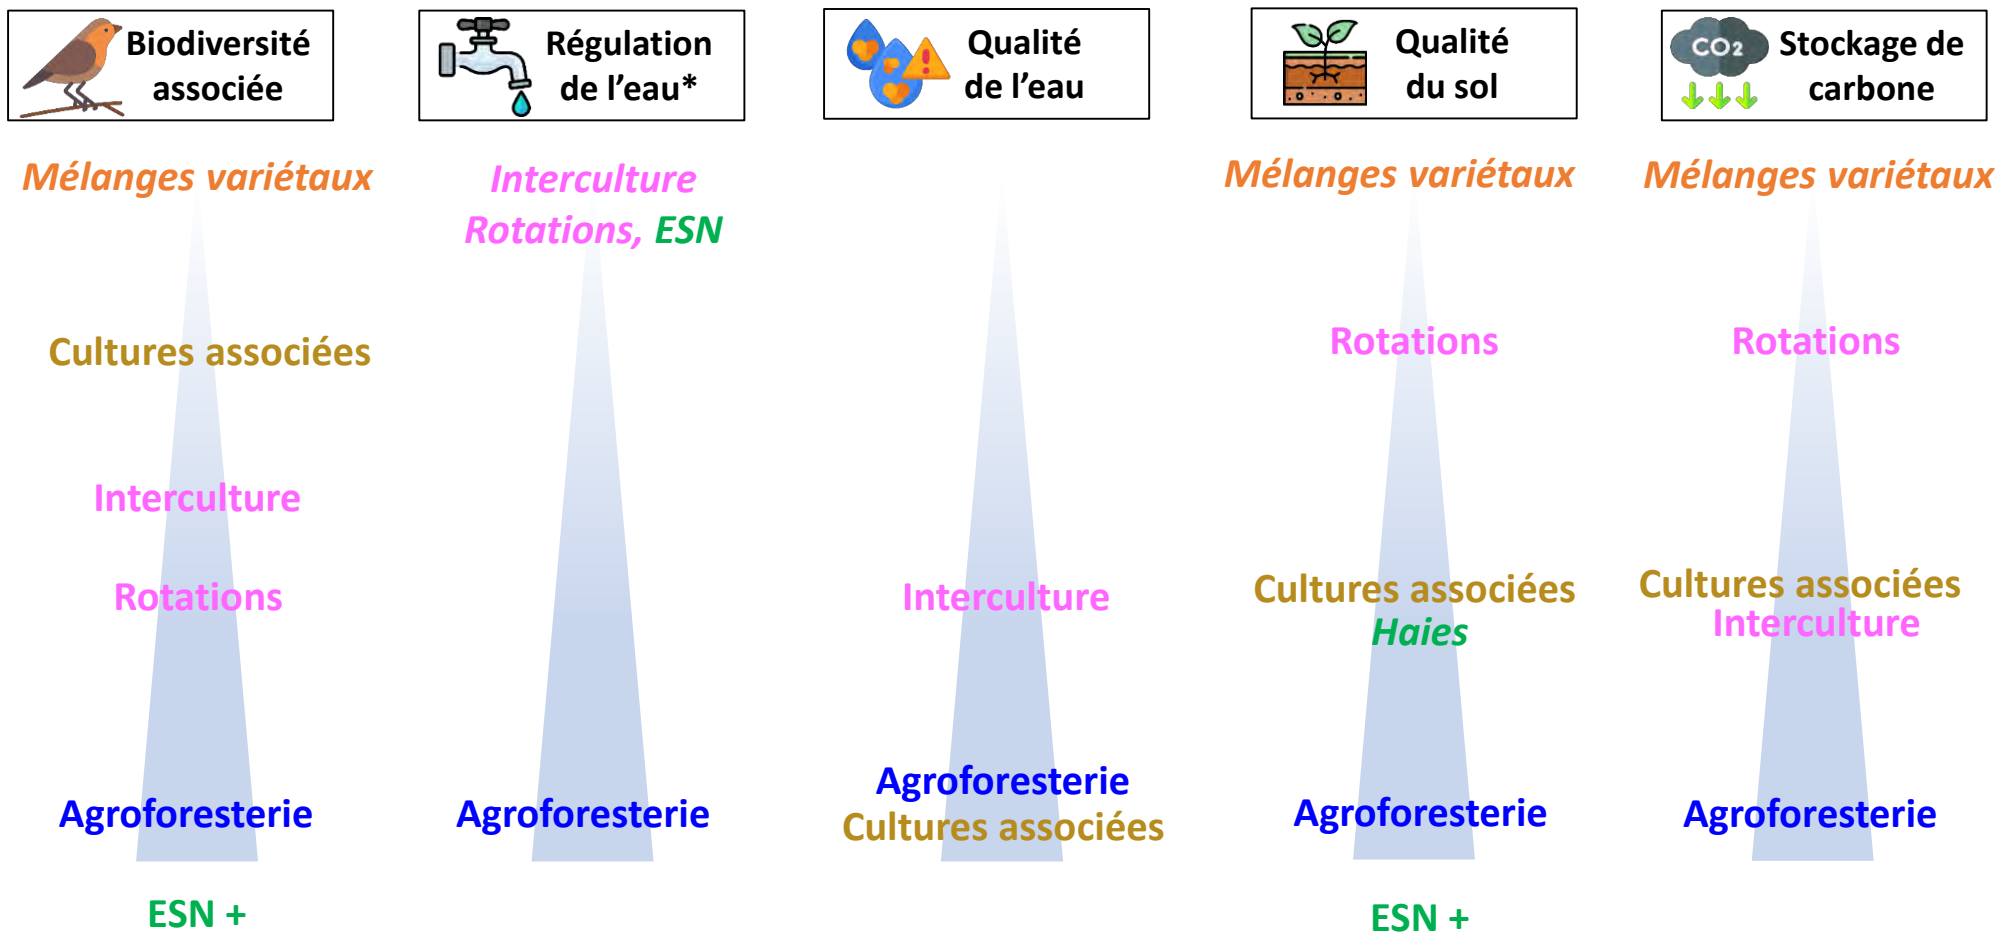 Biodiversité
associée
Mélanges variétaux
Cultures associées
Interculture
Rotations
Agroforesterie
ESN +
Régulation
de l'eau*
Interculture
Rotations, ESN
Agroforesterie
Qualité
de l'eau
Interculture
Agroforesterie
Cultures associées
Qualité
du sol
Mélanges variétaux
Rotations
Cultures associées
Haies
Agroforesterie
ESN +
CO2
Stockage de
carbone
Mélanges variétaux
Rotations
Cultures associées
Interculture
Agroforesterie